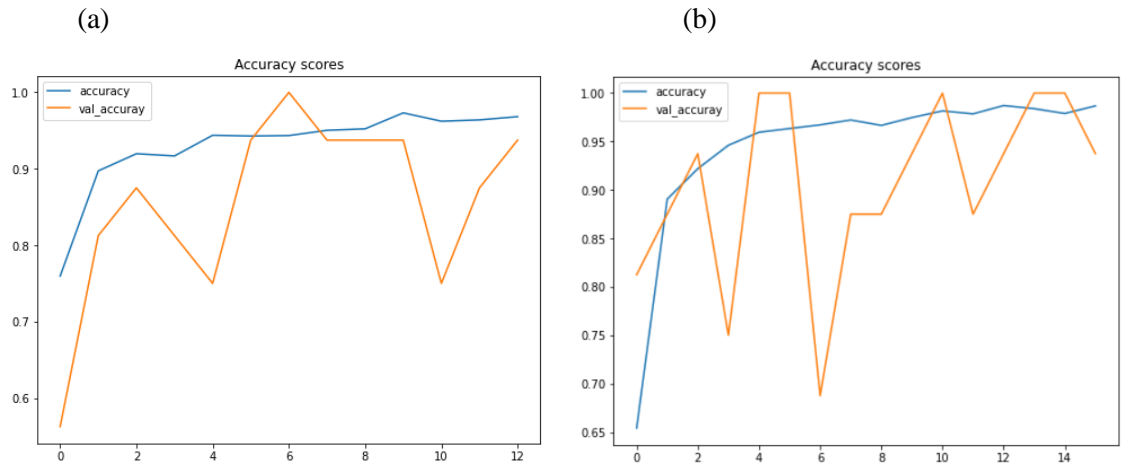 (a)
Accuracy scores
accuracy
val_accuray
1.0
0.9
0.8
0.7
0.6
0 2 4 6 8 10 12
(b)
Accuracy scores
accuracy
val_accuray
1.00
0.95
0.90
0.85
0.80
0.75
0.70
0.65
0 2 4 6 8 10 12 14